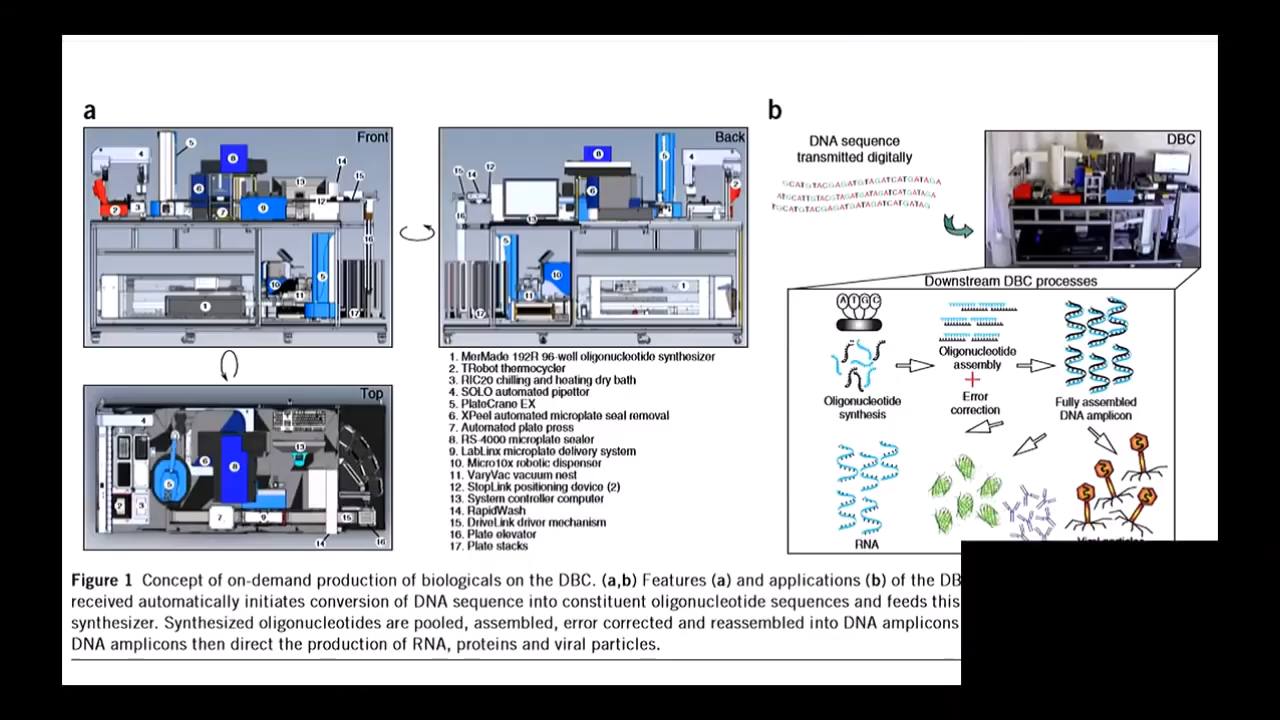 a
Front
Back
Top
1. MerMade 192R 96-well oligonucleotide synthesizer
2. TRobot thermocycler
3. RIC20 chilling and heating dry bath
4. SOLO automated pipettor
5. PlateCrane EX
6. XPeel automated microplate seal removal
7. Automated plate press
8. RS-4000 microplate sealer
9. LabLinx microplate delivery system
10. Micro10x robotic dispensor
11. VaryVac vacuum nest
12. StopLink positioning device (2)
13. System controller computer
14. RapidWash
15. DriveLink driver mechanism
16. Plate elevator
17. Plate stacks
b
DNA sequence
transmitted digitally
DBC
Downstream DBC processes
ATGC
Oligonucleotide
synthesis
Oligonucleotide
assembly
+
Error
correction
Fully assembled
DNA amplicon
RNA
Viral particles
Figure 1 Concept of on-demand production of biologicals on the DBC. (a,b) Features (a) and applications (b) of the DB
received automatically initiates conversion of DNA sequence into constituent oligonucleotide sequences and feeds this
synthesizer. Synthesized oligonucleotides are pooled, assembled, error corrected and reassembled into DNA amplicons
DNA amplicons then direct the production of RNA, proteins and viral particles.